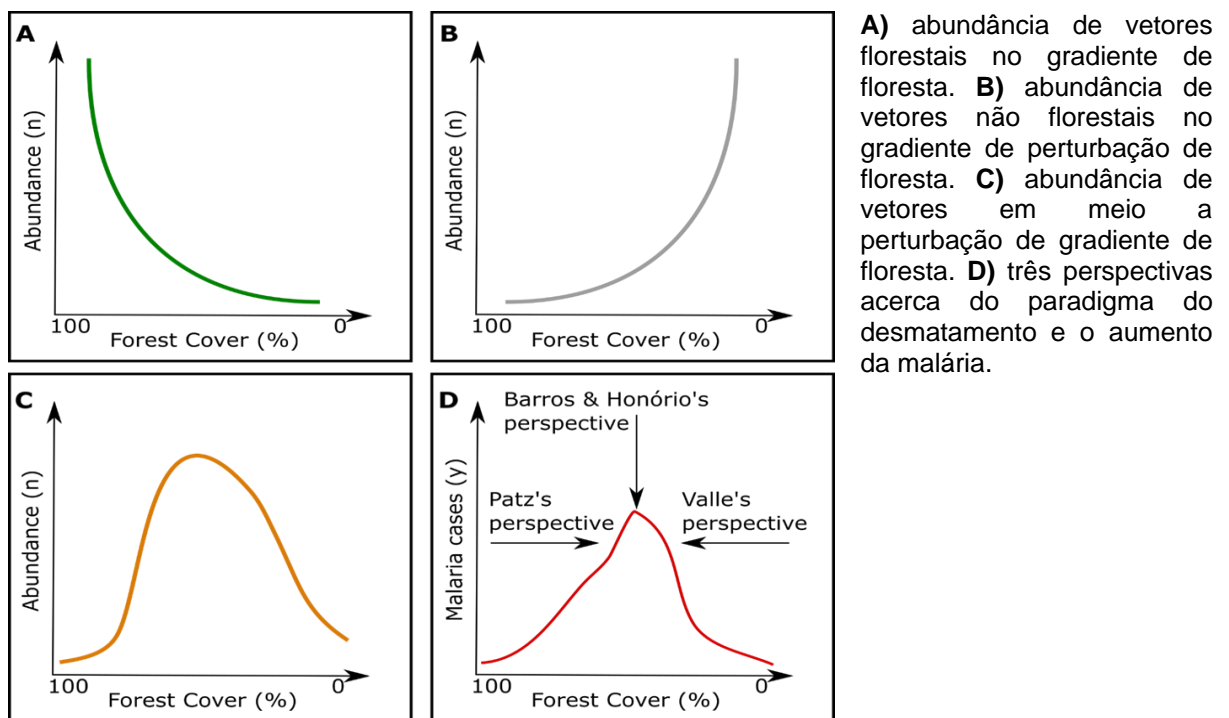 A
Abundance (n)
100
0
Forest Cover (%)
B
Abundance (n)
100
0
Forest Cover (%)
C
Abundance (n)
100
0
Forest Cover (%)
D
Barros & Honório's
perspective
Patz's
perspective
Valle's
perspective
Malaria cases (y)
100
0
Forest Cover (%)
A) abundância de vetores
florestais no gradiente de
floresta. B) abundância de
vetores não florestais no
gradiente de perturbação de
floresta. C) abundância de
vetores em meio a
perturbação de gradiente de
floresta. D) três perspectivas
acerca do paradigma do
desmatamento e o aumento
da malária.